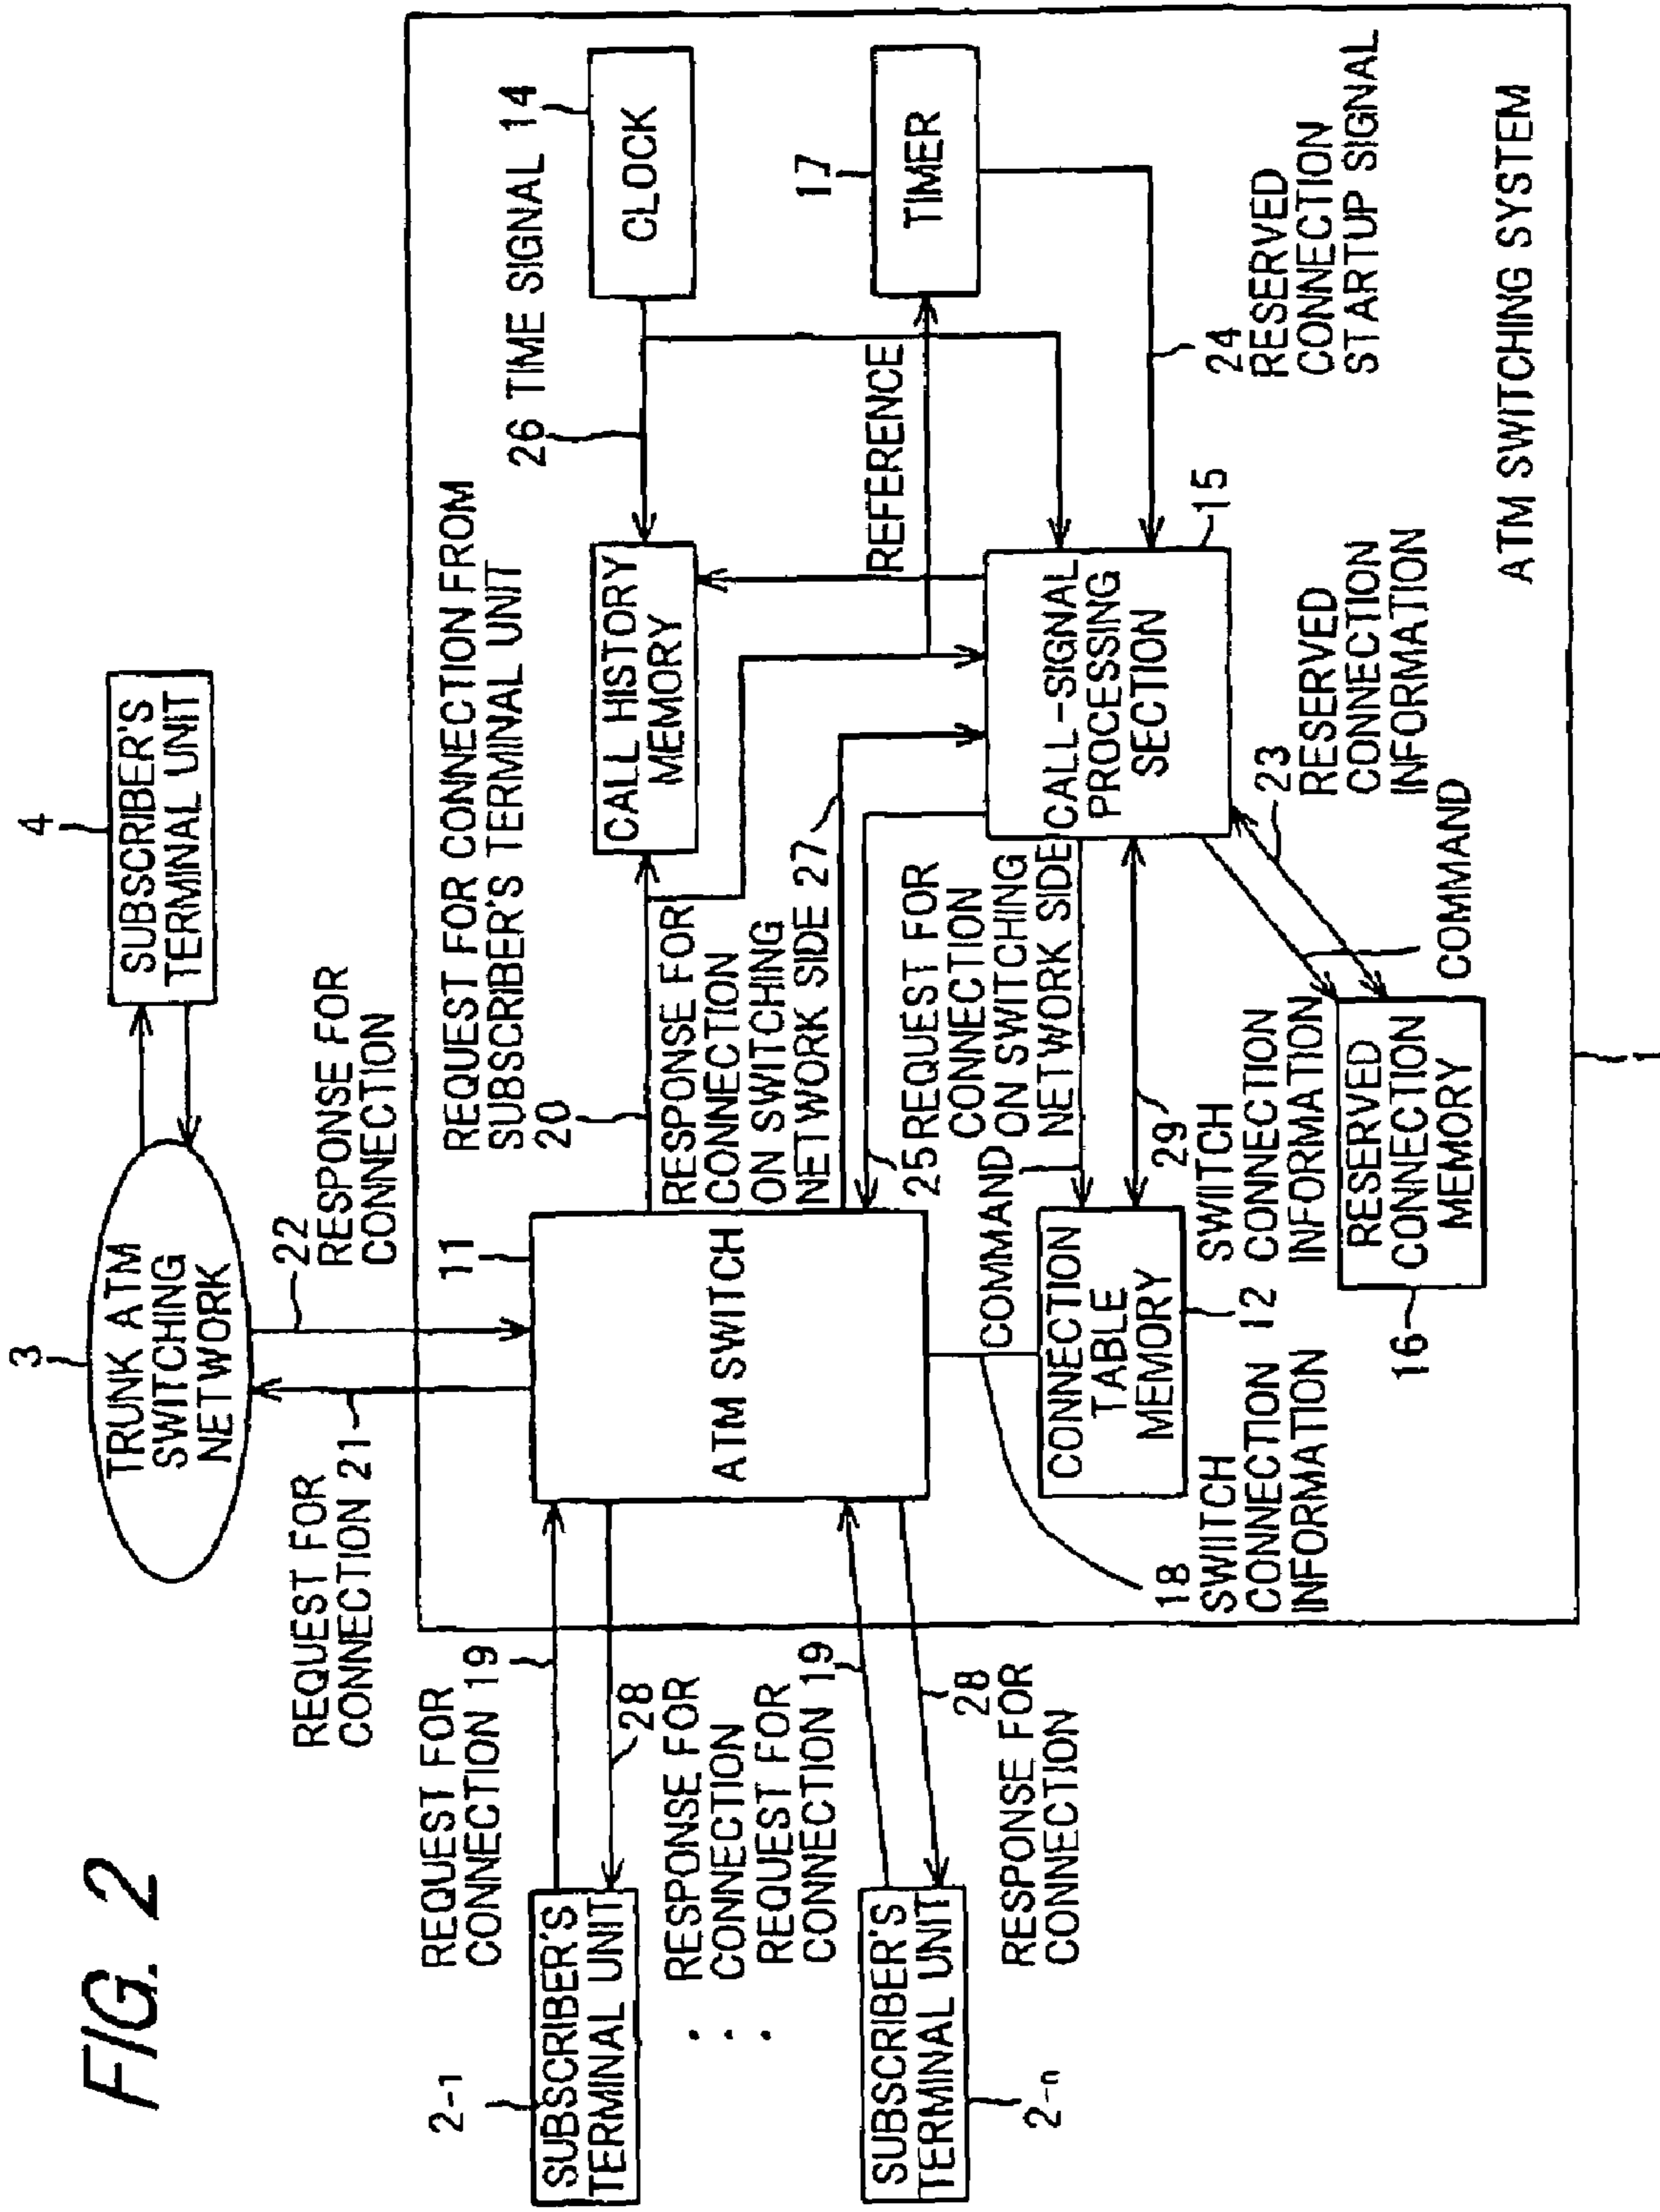 FIG. 2
3
TRUNK ATM
SWITCHING
NETWORK
4
SUBSCRIBER'S
TERMINAL UNIT
REQUEST FOR
CONNECTION 21
22
RESPONSE FOR
CONNECTION
2-1
SUBSCRIBER'S
TERMINAL UNIT
REQUEST FOR
CONNECTION 19
28
RESPONSE FOR
CONNECTION
REQUEST FOR
CONNECTION 19
SUBSCRIBER'S
TERMINAL UNIT
2-n
28
RESPONSE FOR
CONNECTION
11
ATM SWITCH
REQUEST FOR CONNECTION FROM
SUBSCRIBER'S TERMINAL UNIT
20
26 TIME SIGNAL 14
CLOCK
CALL HISTORY
MEMORY
RESPONSE FOR
CONNECTION
ON SWITCHING
NETWORK SIDE 27
REFERENCE
17
TIMER
25 REQUEST FOR
CONNECTION
ON SWITCHING
NETWORK SIDE
CALL-SIGNAL
PROCESSING
SECTION
15
24
RESERVED
CONNECTION
STARTUP SIGNAL
COMMAND
CONNECTION
TABLE
MEMORY
12
18
SWIITCH
CONNECTION
INFORMATION
29
SWIITCH
CONNECTION
INFORMATION
23
RESERVED
CONNECTION
INFORMATION
COMMAND
RESERVED
CONNECTION
MEMORY
16
ATM SWITCHING SYSTEM
1